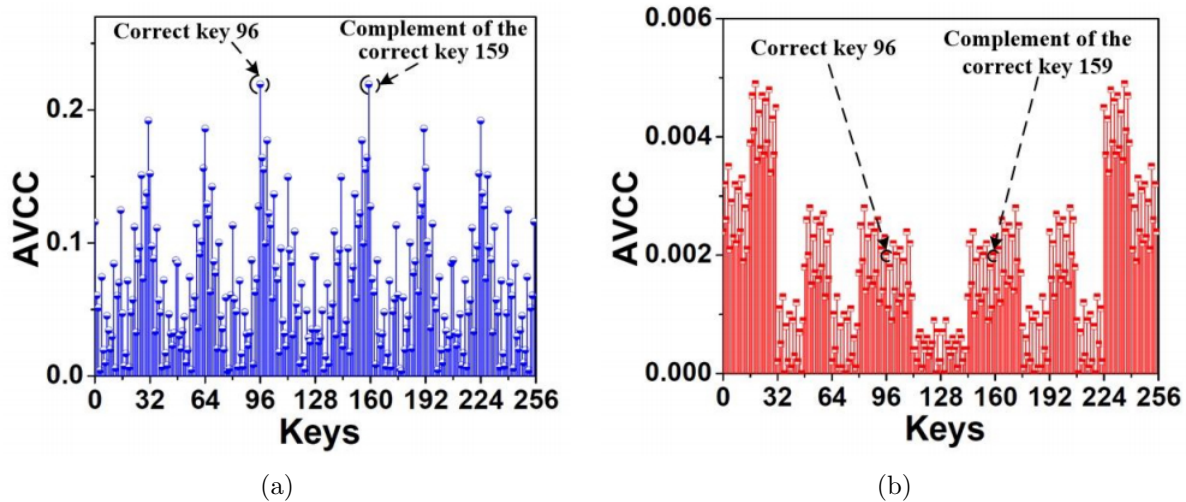 Correct key 96
Complement of the
correct key 159
AVCC
0.2
0.1
0.0
0 32 64 96 128 160 192 224 256
Keys
(a)
0.006
Correct key 96
Complement of the
correct key 159
AVCC
0.004
0.002
0.000
0 32 64 96 128 160 192 224 256
Keys
(b)